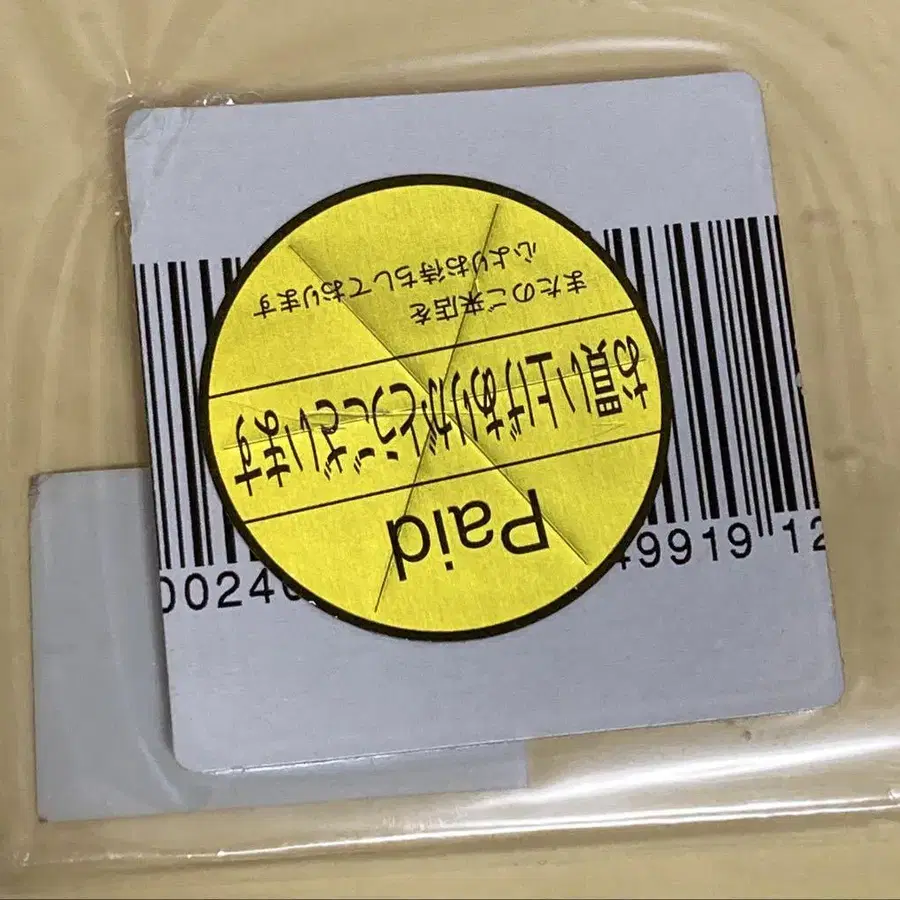 Paid
お買い上げありがとうございます
またのご来店を
心よりお待ちしております
0024
49919 12